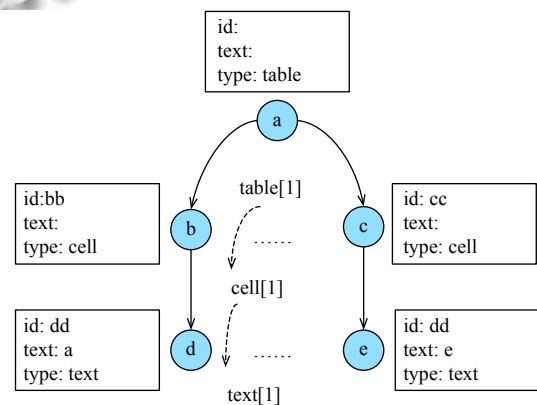 id:
text:
type: table
a
id:bb
text:
type: cell
b
table[1]
......
c
id: cc
text:
type: cell
cell[1]
id: dd
text: a
type: text
d
......
e
id: dd
text: e
type: text
text[1]